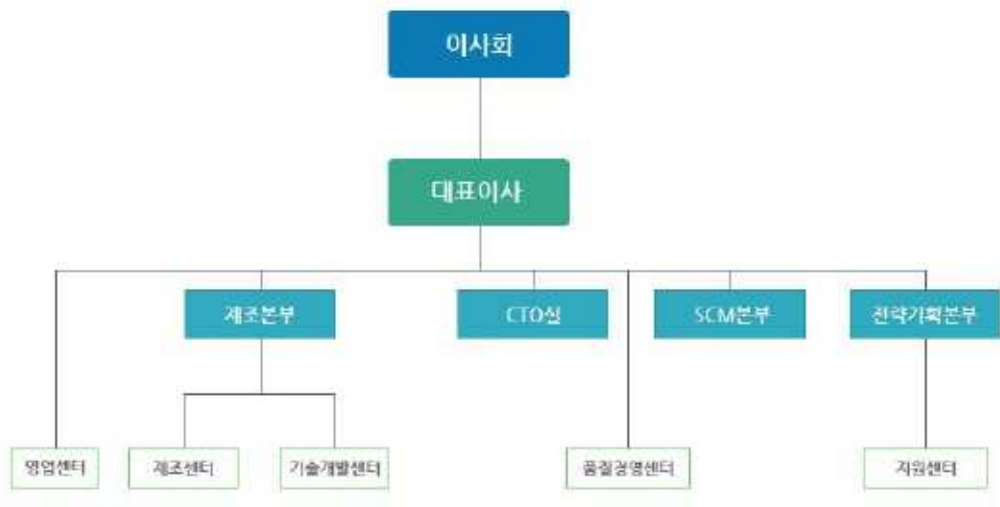 이사회
대표이사
제조본부
CTO실
SCM본부
전략기획본부
영업센터
제조센터
기술개발센터
품질경영센터
지원센터